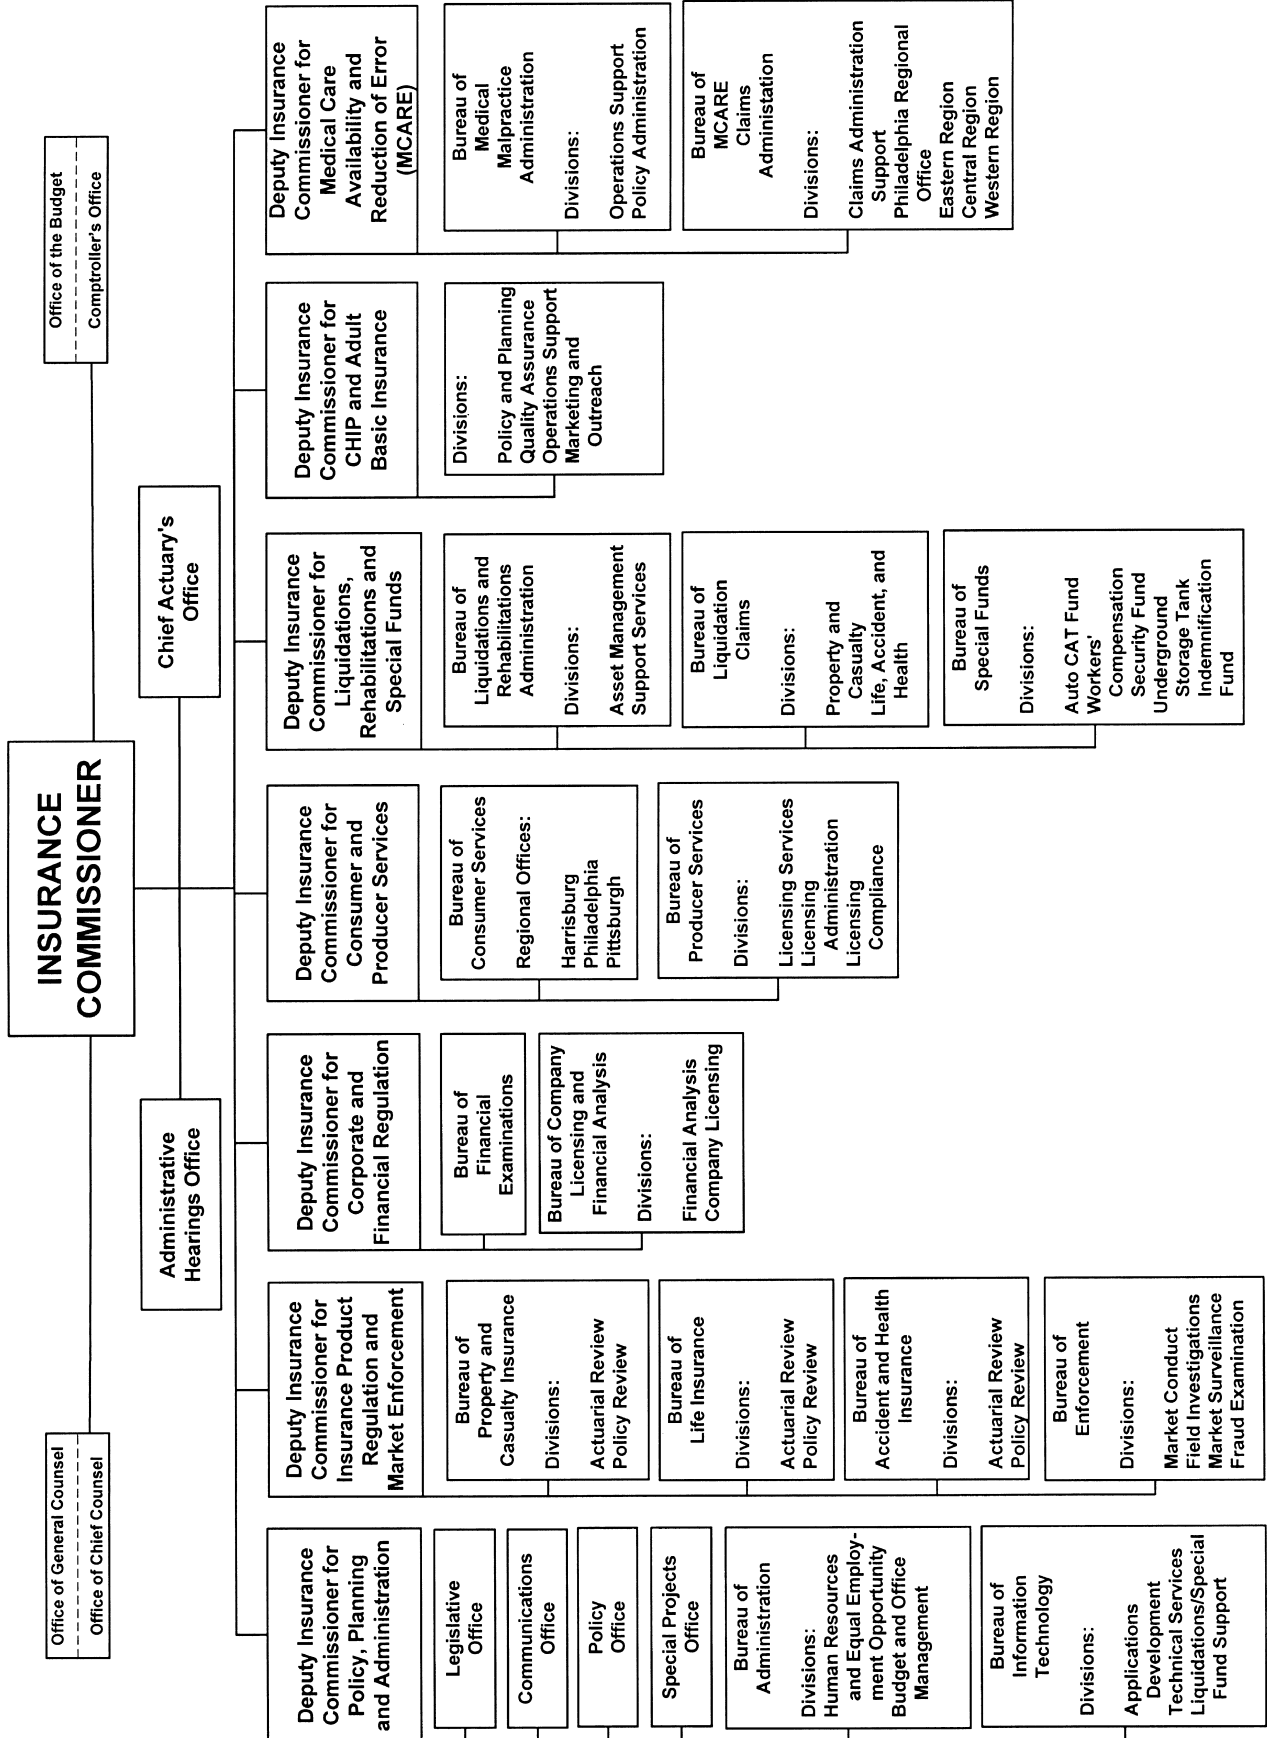 INSURANCE
COMMISSIONER
Office of General Counsel
Office of Chief Counsel
Office of the Budget
Comptroller's Office
Administrative
Hearings Office
Chief Actuary's
Office
Deputy Insurance
Commissioner for
Policy, Planning
and Administration
Legislative
Office
Communications
Office
Policy
Office
Special Projects
Office
Bureau of
Administration
Divisions:
Human Resources
and Equal Employ-
ment Opportunity
Budget and Office
Management
Bureau of
Information
Technology
Divisions:
Applications
Development
Technical Services
Liquidations/Special
Fund Support
Deputy Insurance
Commissioner for
Insurance Product
Regulation and
Market Enforcement
Bureau of
Property and
Casualty Insurance
Divisions:
Actuarial Review
Policy Review
Bureau of
Life Insurance
Divisions:
Actuarial Review
Policy Review
Bureau of
Accident and Health
Insurance
Divisions:
Actuarial Review
Policy Review
Bureau of
Enforcement
Divisions:
Market Conduct
Field Investigations
Market Surveillance
Fraud Examination
Deputy Insurance
Commissioner for
Corporate and
Financial Regulation
Bureau of
Financial
Examinations
Bureau of Company
Licensing and
Financial Analysis
Divisions:
Financial Analysis
Company Licensing
Deputy Insurance
Commissioner for
Consumer and
Producer Services
Bureau of
Consumer Services
Regional Offices:
Harrisburg
Philadelphia
Pittsburgh
Bureau of
Producer Services
Divisions:
Licensing Services
Licensing
Administration
Licensing
Compliance
Deputy Insurance
Commissioner for
Liquidations,
Rehabilitations and
Special Funds
Bureau of
Liquidations and
Rehabilitations
Administration
Divisions:
Asset Management
Support Services
Bureau of
Liquidation
Claims
Divisions:
Property and
Casualty
Life, Accident, and
Health
Bureau of
Special Funds
Divisions:
Auto CAT Fund
Workers'
Compensation
Security Fund
Underground
Storage Tank
Indemnification
Fund
Deputy Insurance
Commissioner for
CHIP and Adult
Basic Insurance
Divisions:
Policy and Planning
Quality Assurance
Operations Support
Marketing and
Outreach
Deputy Insurance
Commissioner for
Medical Care
Availability and
Reduction of Error
(MCARE)
Bureau of
Medical
Malpractice
Administration
Divisions:
Operations Support
Policy Administration
Bureau of
MCARE
Claims
Administation
Divisions:
Claims Administration
Support
Philadelphia Regional
Office
Eastern Region
Central Region
Western Region